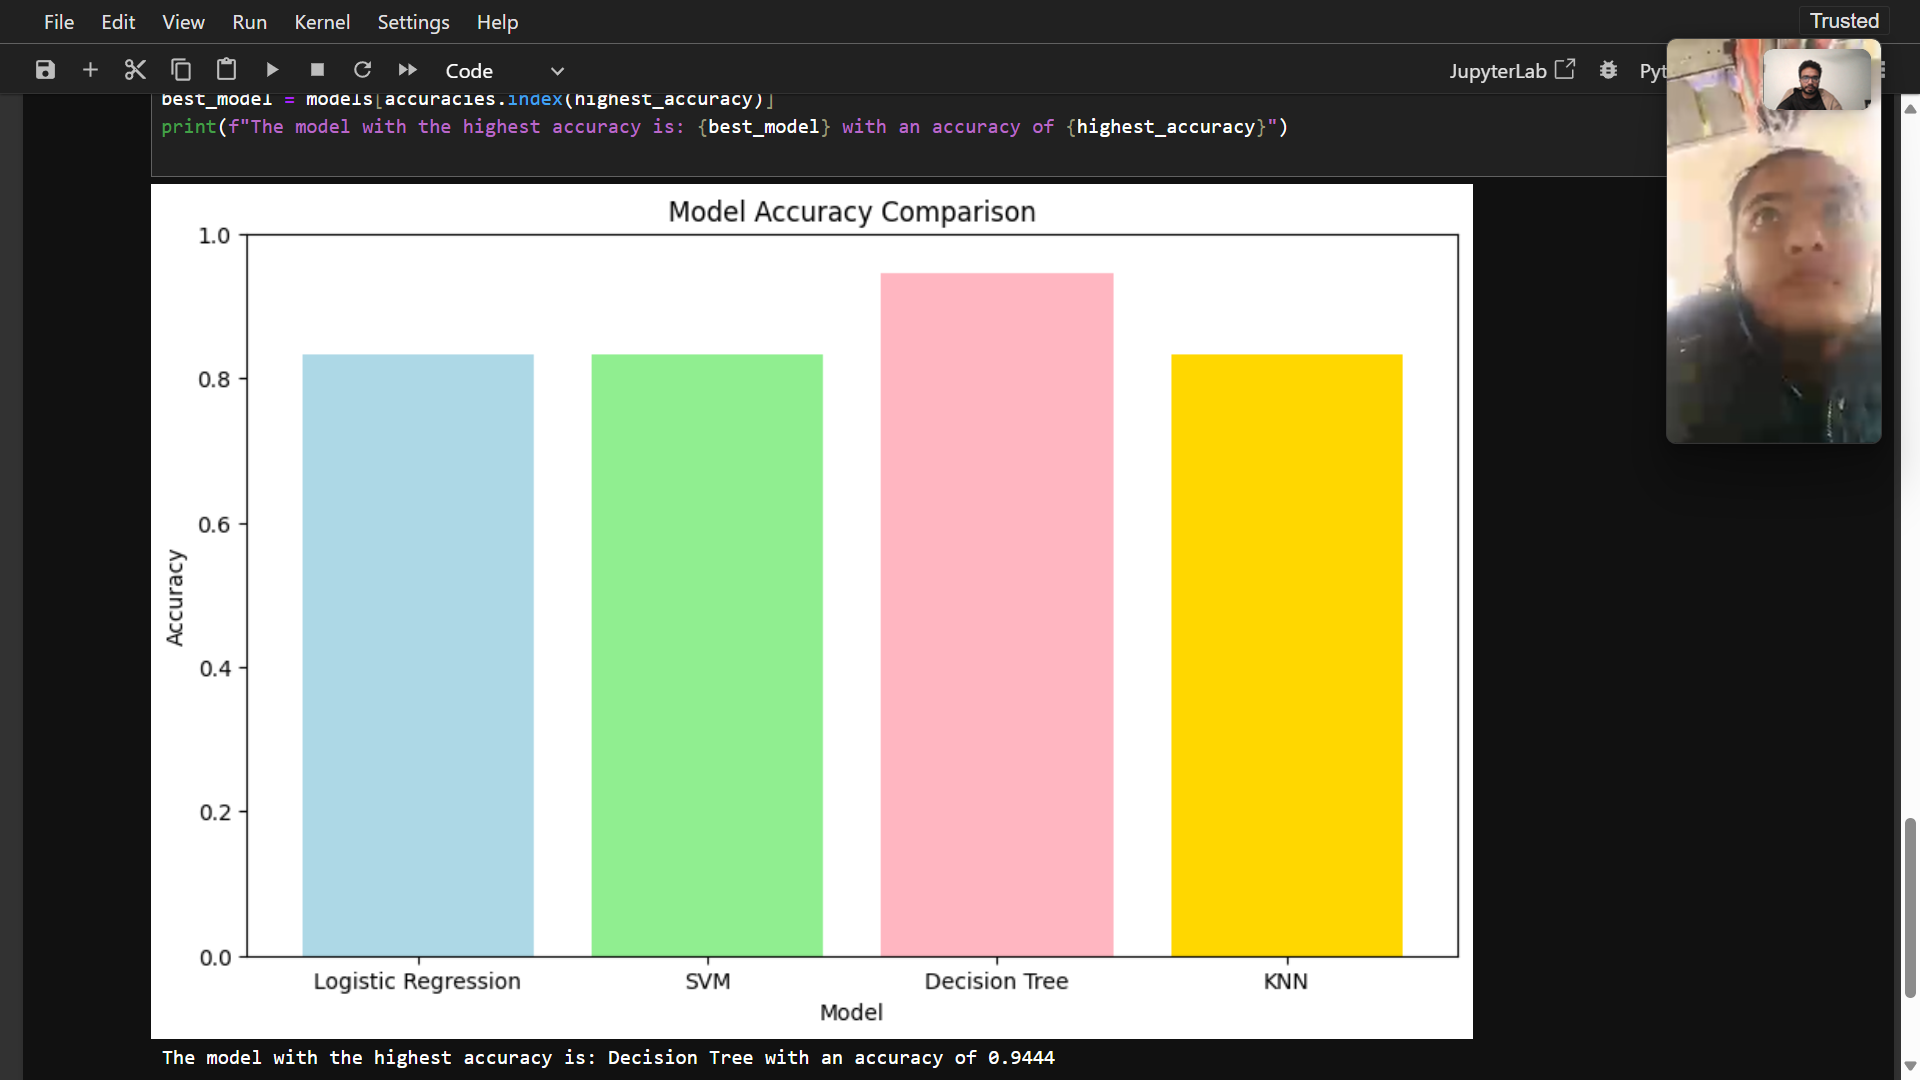 File Edit View Run Kernel Settings Help
Trusted
Code
JupyterLab
best_model = models[accuracies.index(highest_accuracy)]
print(f"The model with the highest accuracy is: {best_model} with an accuracy of {highest_accuracy}")
Model Accuracy Comparison
1.0
0.8
0.6
0.4
0.2
0.0
Accuracy
Logistic Regression SVM Decision Tree KNN
Model
The model with the highest accuracy is: Decision Tree with an accuracy of 0.9444